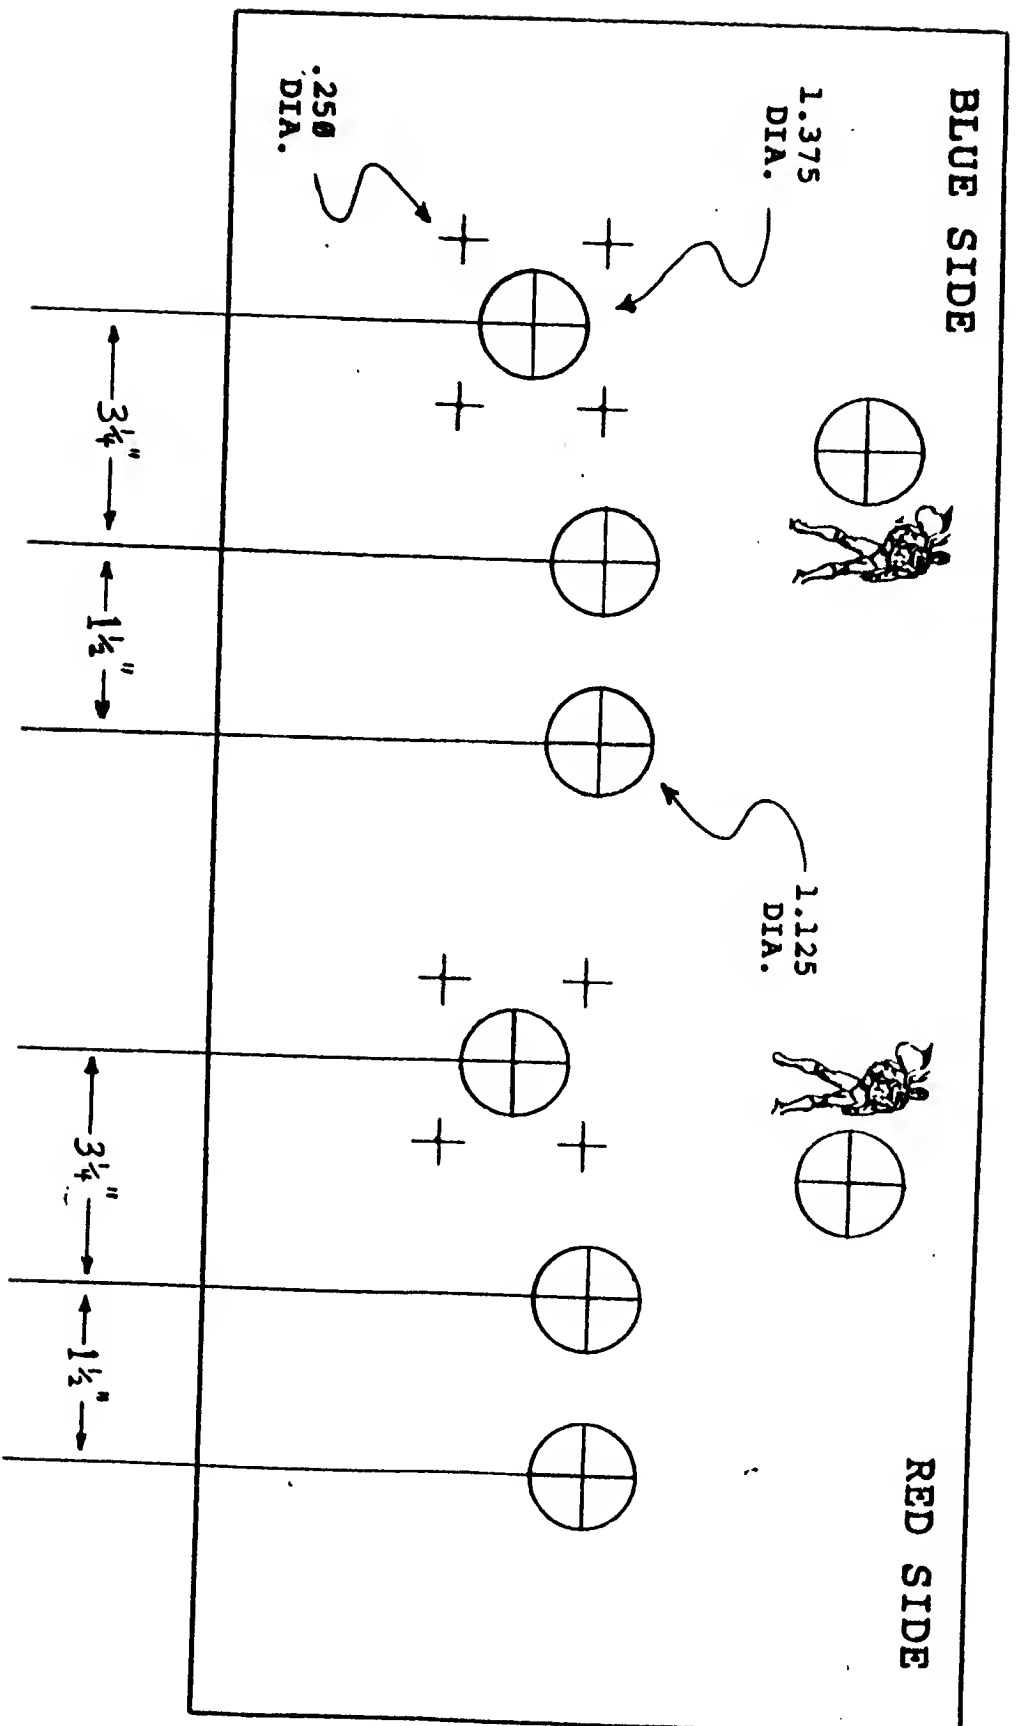 BLUE SIDE
RED SIDE
1.375
DIA.
1.125
DIA.
.250
DIA.
3¼"
1½"
3¼"
1½"